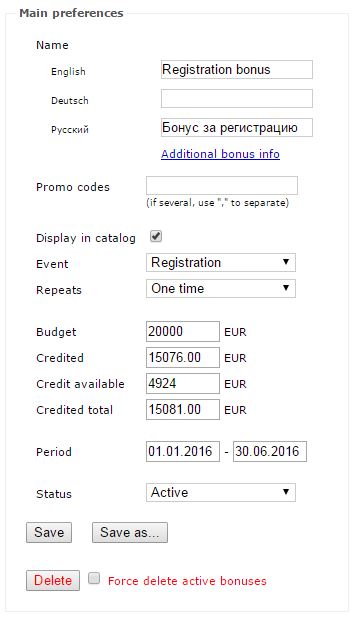 Main preferences
Name
English Registration bonus
Deutsch
Русский Бонус за регистрацию
Additional bonus info
Promo codes
(if several, use "," to separate)
Display in catalog
Event Registration
Repeats One time
Budget 20000 EUR
Credited 15076.00 EUR
Credit available 4924 EUR
Credited total 15081.00 EUR
Period 01.01.2016 - 30.06.2016
Status Active
Save Save as...
Delete Force delete active bonuses